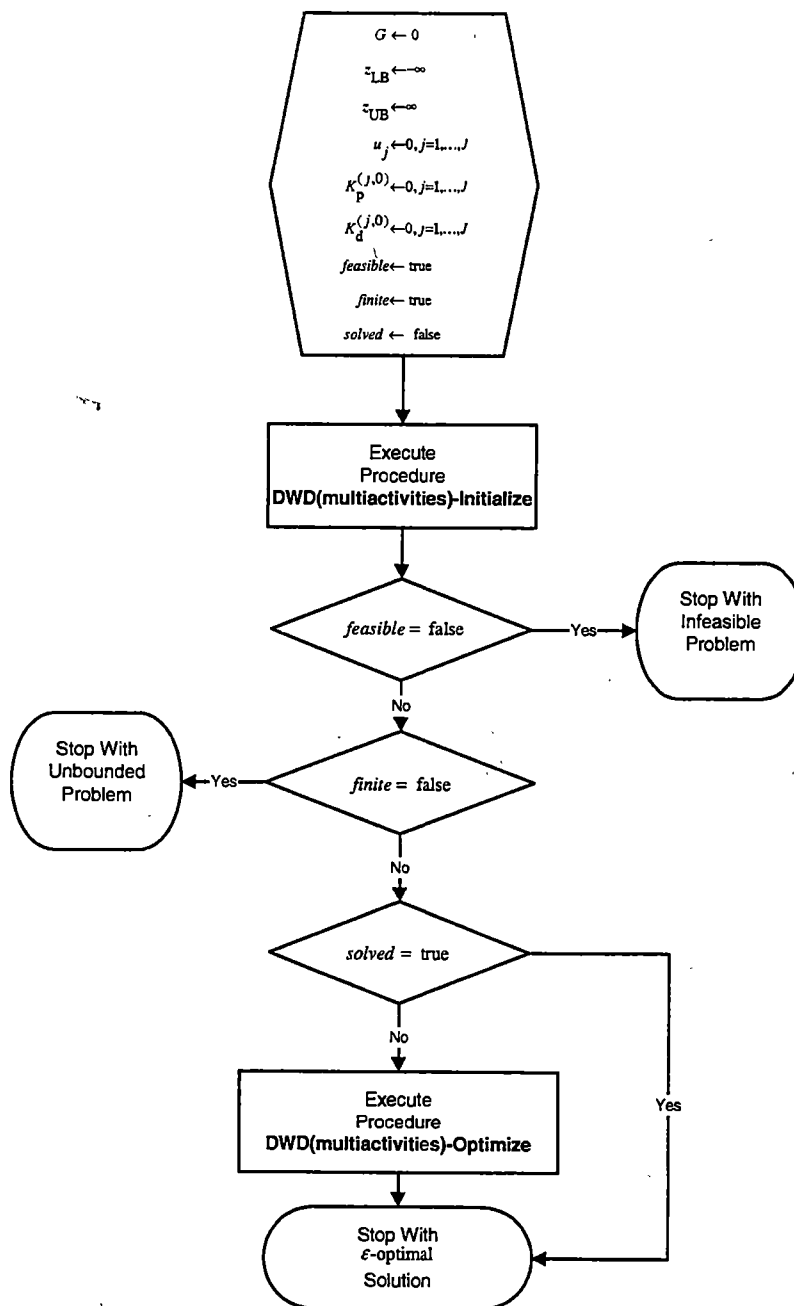 G ← 0
z_LB ← -∞
z_UB ← ∞
u_j ← 0, j=1,...,J
K_p^(j,0) ← 0, j=1,...,J
K_d^(j,0) ← 0, j=1,...,J
feasible ← true
finite ← true
solved ← false
Execute
Procedure
DWD(multiactivities)-Initialize
feasible = false
Yes
Stop With
Infeasible
Problem
No
Stop With
Unbounded
Problem
Yes
finite = false
No
solved = true
No
Yes
Execute
Procedure
DWD(multiactivities)-Optimize
Stop With
ε-optimal
Solution